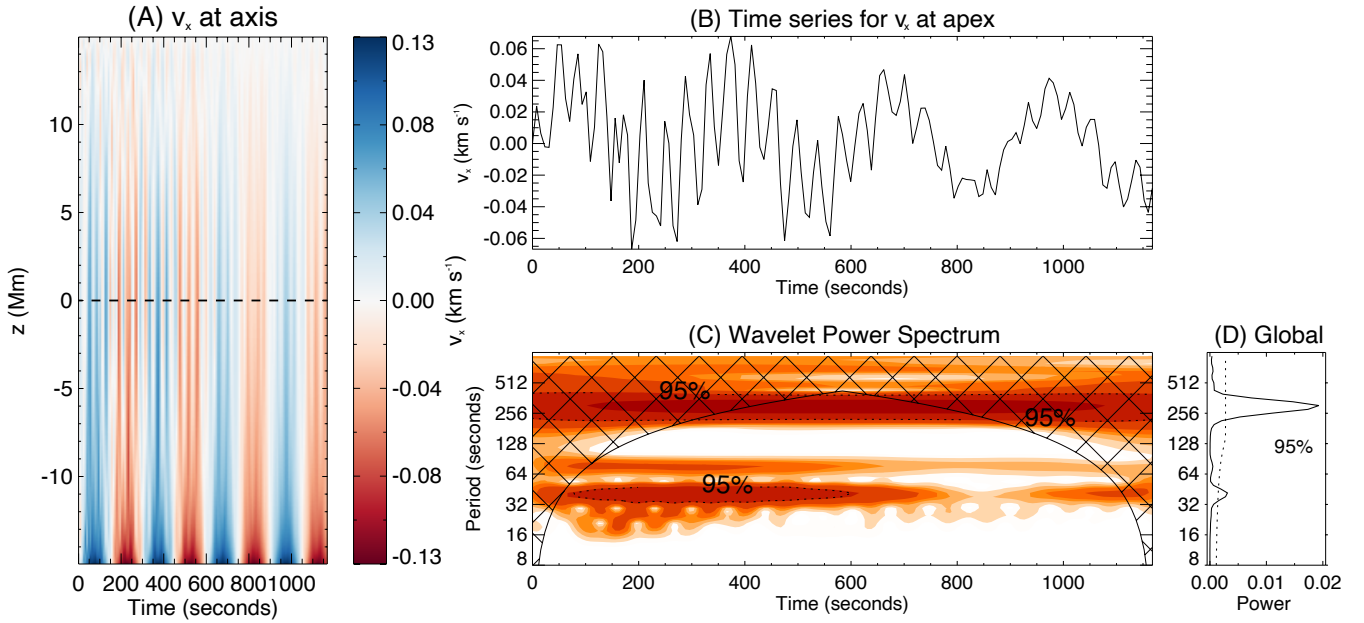 (A) vₓ at axis
z (Mm)
10
5
0
-5
-10
0 200 400 600 800 1000
Time (seconds)
0.13
0.08
0.04
0.00
-0.04
-0.08
-0.13
vₓ (km s⁻¹)
(B) Time series for vₓ at apex
vₓ (km s⁻¹)
0.06
0.04
0.02
0.00
-0.02
-0.04
-0.06
0 200 400 600 800 1000
Time (seconds)
(C) Wavelet Power Spectrum
Period (seconds)
512
256
128
64
32
16
8
95%
95%
95%
0 200 400 600 800 1000
Time (seconds)
(D) Global
512
256
128
64
32
16
8
95%
0.00 0.01 0.02
Power